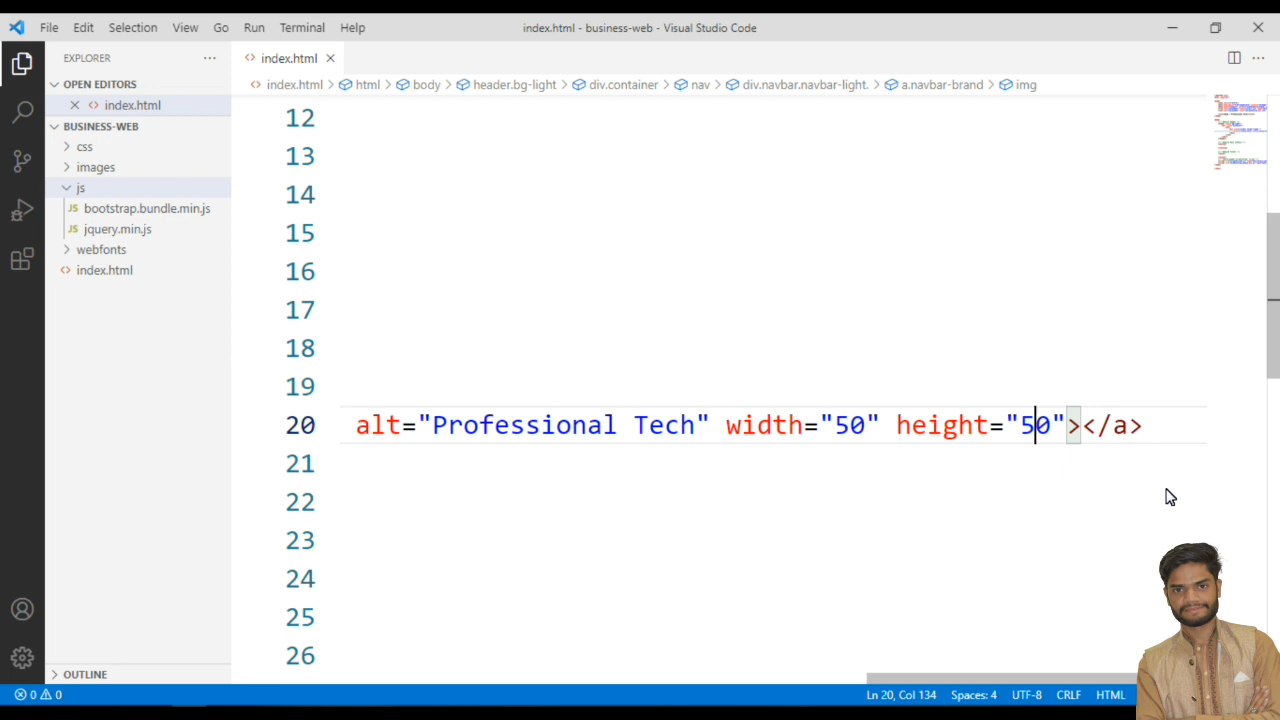 File Edit Selection View Go Run Terminal Help
index.html - business-web - Visual Studio Code
EXPLORER
index.html
OPEN EDITORS
index.html
BUSINESS-WEB
css
images
js
JS bootstrap.bundle.min.js
JS jquery.min.js
webfonts
index.html
OUTLINE
index.html > html > body > header.bg-light > div.container > nav > div.navbar.navbar-light. > a.navbar-brand > img
12
13
14
15
16
17
18
19
20 alt="Professional Tech" width="50" height="50"></a>
21
22
23
24
25
26
0 0
Ln 20, Col 134 Spaces: 4 UTF-8 CRLF HTML